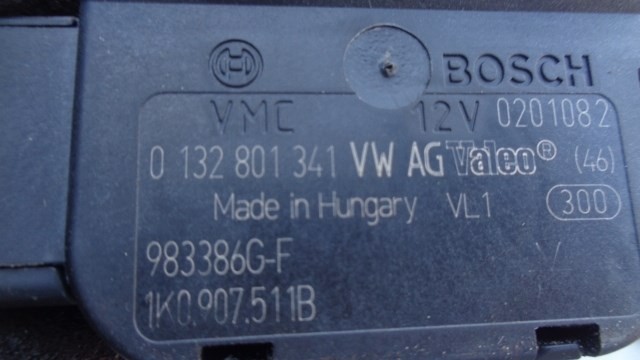 BOSCH
VMC 12V 0201082
0 132 801 341 VW AG Valeo® (46)
Made in Hungary VL1 300
983386G-F V
1K0.907.511B